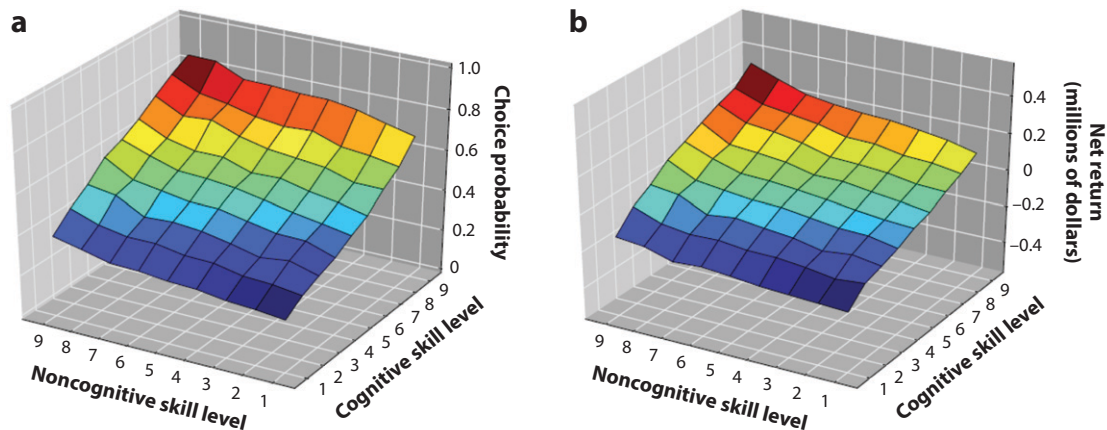 a
1.0
0.8
0.6
0.4
0.2
0
Choice probability
9 8 7 6 5 4 3 2 1
Noncognitive skill level
1 2 3 4 5 6 7 8 9
Cognitive skill level
b
0.4
0.2
0
−0.2
−0.4
Net return
(millions of dollars)
9 8 7 6 5 4 3 2 1
Noncognitive skill level
1 2 3 4 5 6 7 8 9
Cognitive skill level